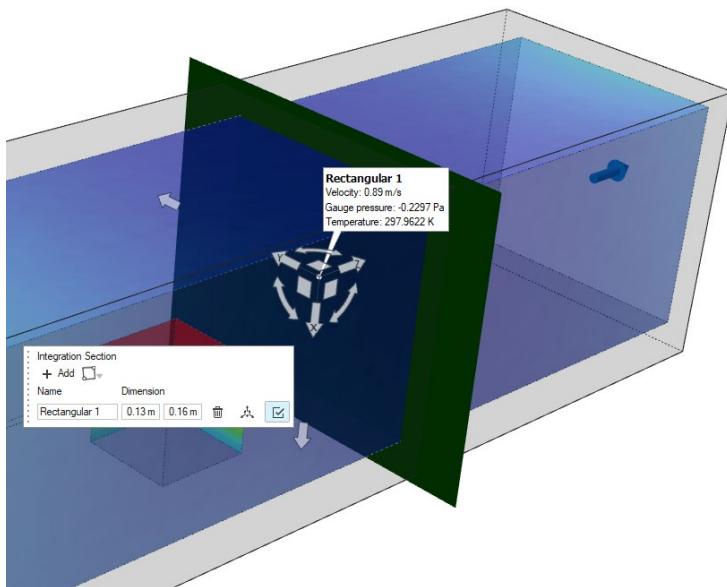 Rectangular 1
Velocity: 0.89 m/s
Gauge pressure: -0.2297 Pa
Temperature: 297.9622 K
Y
Z
X
Integration Section
+ Add
Name Dimension
Rectangular 1 0.13 m 0.16 m